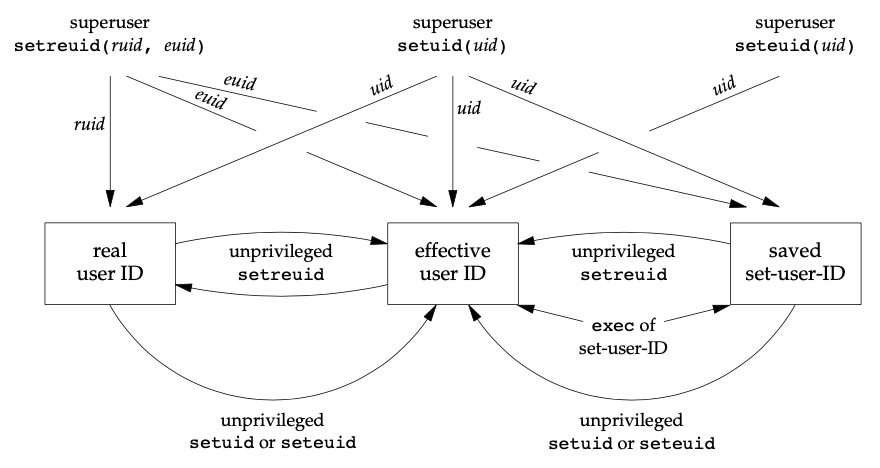 superuser
setreuid(ruid, euid)
superuser
setuid(uid)
superuser
seteuid(uid)
euid
euid
uid
uid
uid
uid
ruid
real
user ID
unprivileged
setreuid
effective
user ID
unprivileged
setreuid
saved
set-user-ID
exec of
set-user-ID
unprivileged
setuid or seteuid
unprivileged
setuid or seteuid